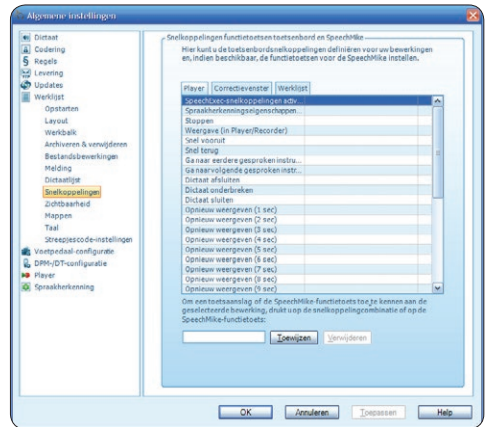 Algemene instellingen
Dictaat
Codering
Regels
Levering
Updates
Werklijst
Opstarten
Layout
Werkbalk
Archiveren & verwijderen
Bestandsbewerkingen
Melding
Dictaatlijst
Snelkoppelingen
Zichtbaarheid
Mappen
Taal
Streepjescode-instellingen
Voetpedaal-configuratie
DPM-/DT-configuratie
Player
Spraakherkenning
Snelkoppelingen functietoetsen toetsenbord en SpeechMike
Hier kunt u de toetsenbordsnelkoppelingen definiëren voor uw bewerkingen
en, indien beschikbaar, de functietoetsen voor de SpeechMike instellen.
Player Correctievenster Werklijst
SpeechExec-snelkoppelingen activ...
Spraakherkenningseigenschappen...
Stoppen
Weergave (in Player/Recorder)
Snel vooruit
Snel terug
Ga naar eerdere gesproken instru...
Ga naar volgende gesproken instr...
Dictaat afsluiten
Dictaat onderbreken
Dictaat sluiten
Opnieuw weergeven (1 sec)
Opnieuw weergeven (2 sec)
Opnieuw weergeven (3 sec)
Opnieuw weergeven (4 sec)
Opnieuw weergeven (5 sec)
Opnieuw weergeven (6 sec)
Opnieuw weergeven (7 sec)
Opnieuw weergeven (8 sec)
Opnieuw weergeven (9 sec)
Om een toetsaanslag of de SpeechMike-functietoets toe te kennen aan de
geselecteerde bewerking, drukt u op de snelkoppelingcombinatie of op de
SpeechMike-functietoets:
Toewijzen Verwijderen
OK Annuleren Toepassen Help